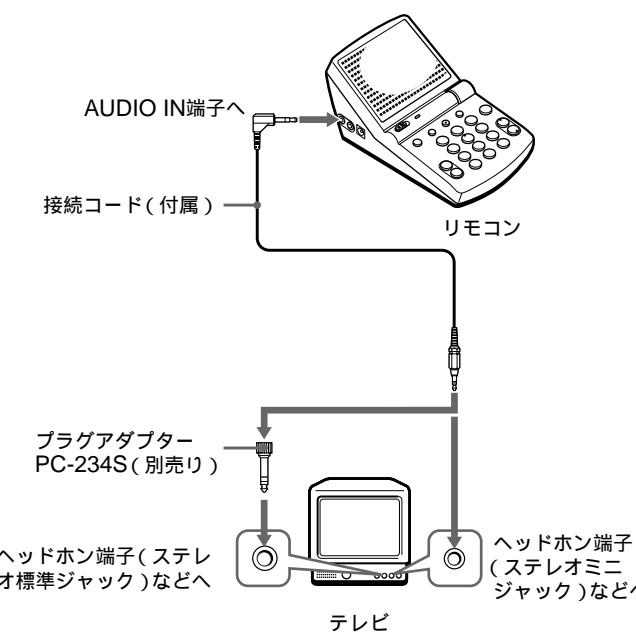 AUDIO IN端子へ
接続コード(付属)
リモコン
プラグアダプター
PC-234S(別売り)
ヘッドホン端子(ステレ
オ標準ジャック)などへ
ヘッドホン端子
(ステレオミニ
ジャック)などへ
テレビ